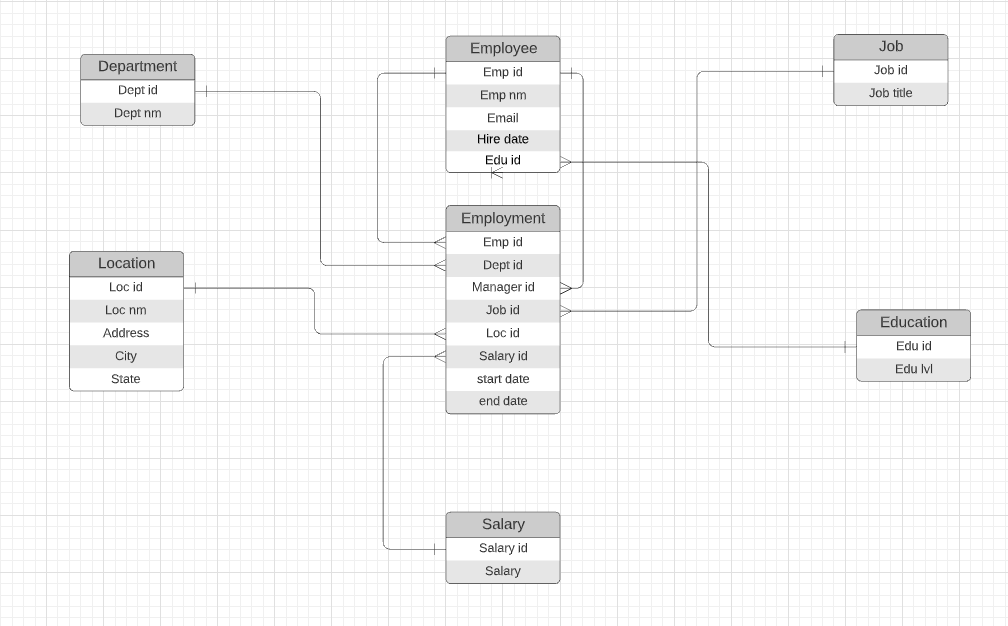 Department
Dept id
Dept nm
Employee
Emp id
Emp nm
Email
Hire date
Edu id
Job
Job id
Job title
Location
Loc id
Loc nm
Address
City
State
Employment
Emp id
Dept id
Manager id
Job id
Loc id
Salary id
start date
end date
Education
Edu id
Edu lvl
Salary
Salary id
Salary